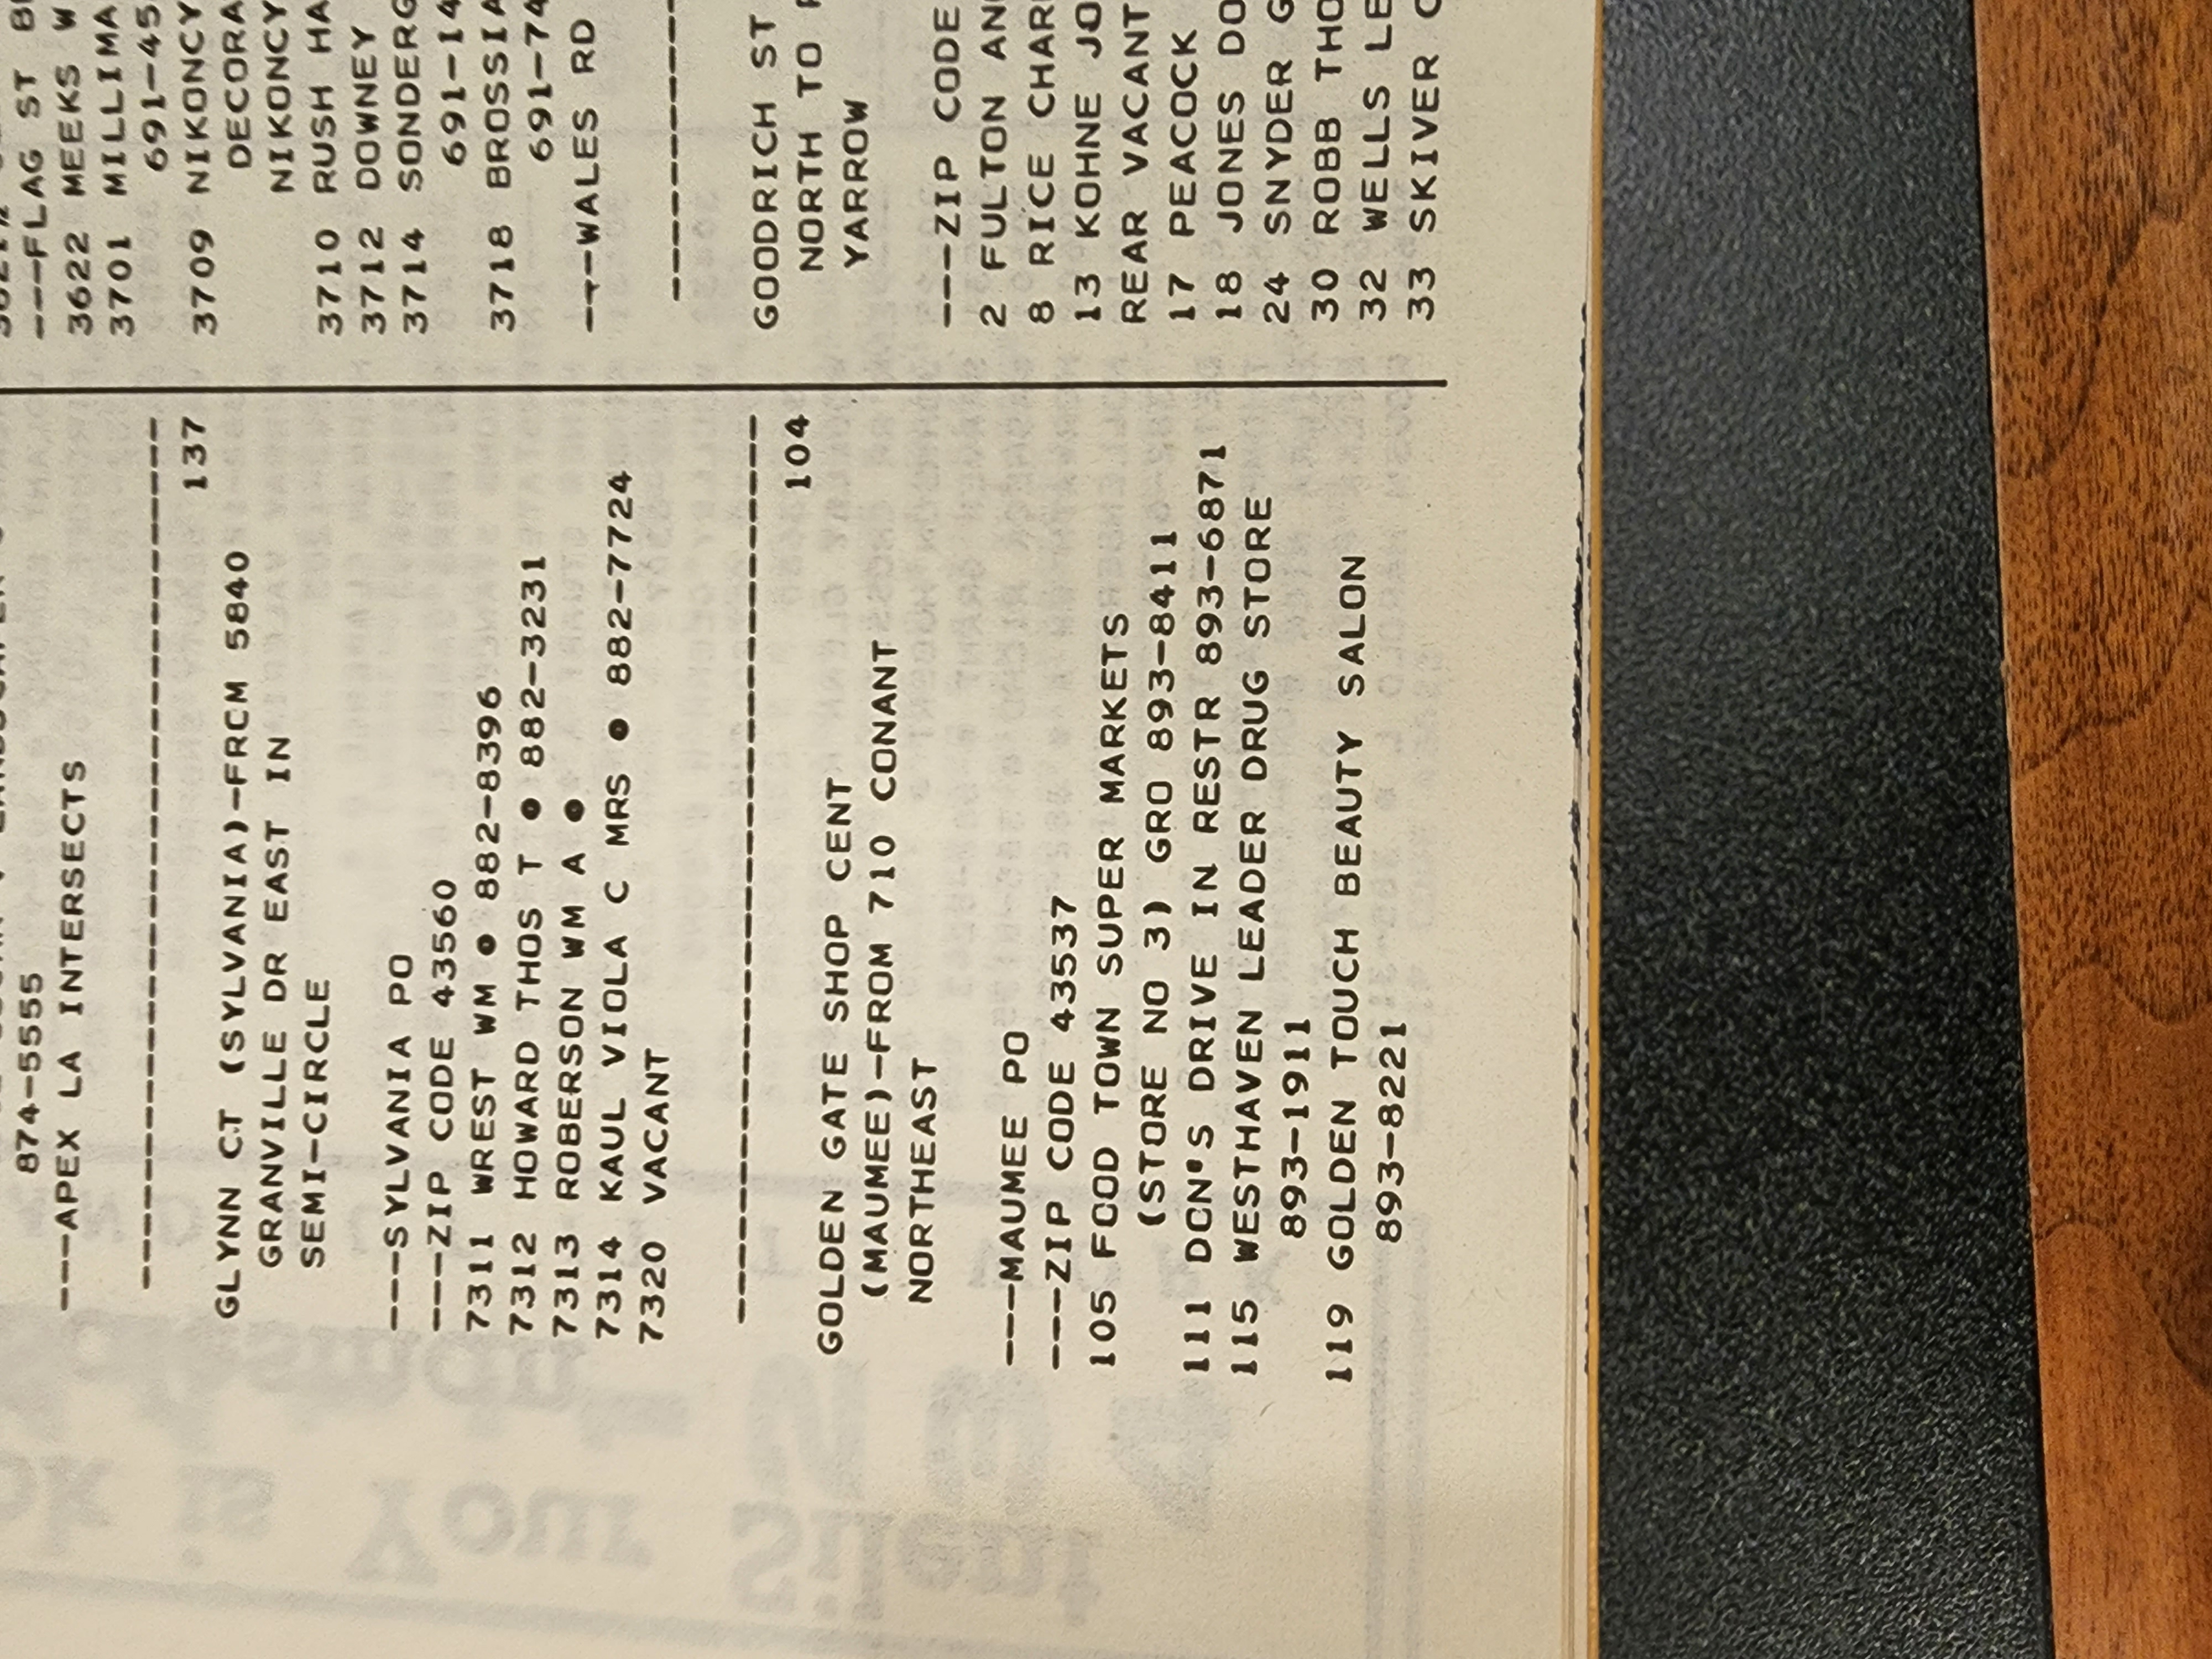 874-5555
---APEX LA INTERSECTS
137
GLYNN CT (SYLVANIA)-FRCM 5840
GRANVILLE DR EAST IN
SEMI-CIRCLE
---SYLVANIA PO
---ZIP CODE 43560
7311 WREST WM ● 882-8396
7312 HOWARD THOS T ● 882-3231
7313 ROBERSON WM A ●
7314 KAUL VIOLA C MRS ● 882-7724
7320 VACANT
104
GOLDEN GATE SHOP CENT
(MAUMEE)-FROM 710 CONANT
NORTHEAST
---MAUMEE PO
---ZIP CODE 43537
105 FOOD TOWN SUPER MARKETS
(STORE NO 3) GRO 893-8411
111 DCN'S DRIVE IN RESTR 893-6871
115 WESTHAVEN LEADER DRUG STORE
893-1911
119 GOLDEN TOUCH BEAUTY SALON
893-8221
---FLAG ST
3622 MEEKS W
3701 MILLIMA
691-45
3709 NIKONCY
DECORA
NIKONCY
3710 RUSH HA
3712 DOWNEY
3714 SONDERG
691-14
3718 BROSSIA
691-74
---WALES RD
GOODRICH ST
NORTH TO
YARROW
---ZIP CODE
2 FULTON AN
8 RICE CHAR
13 KOHNE JO
REAR VACANT
17 PEACOCK
18 JONES DO
24 SNYDER G
30 ROBB THO
32 WELLS LE
33 SKIVER